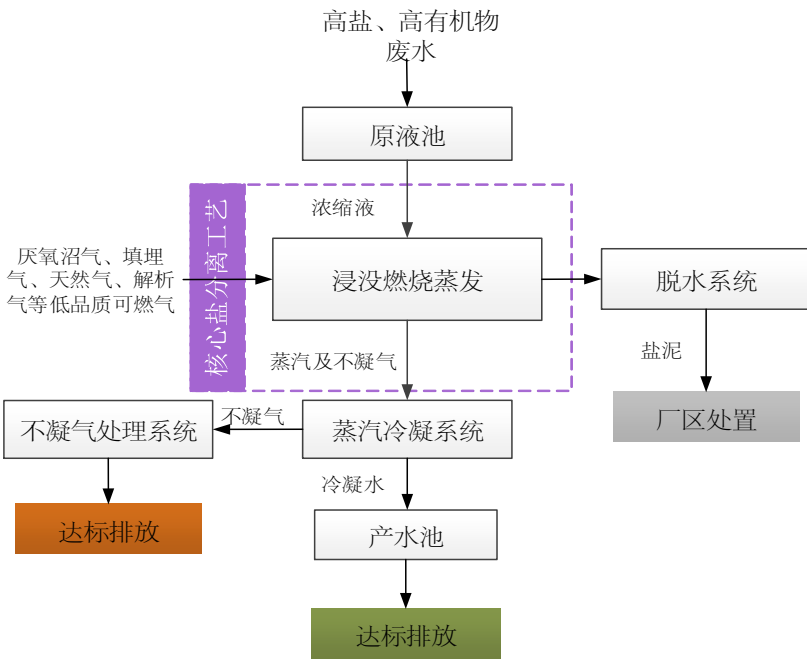 高盐、高有机物
废水
原液池
浓缩液
核心盐分离工艺
厌氧沼气、填埋
气、天然气、解析
气等低品质可燃气
浸没燃烧蒸发
脱水系统
蒸汽及不凝气
盐泥
不凝气处理系统
不凝气
蒸汽冷凝系统
厂区处置
冷凝水
达标排放
产水池
达标排放